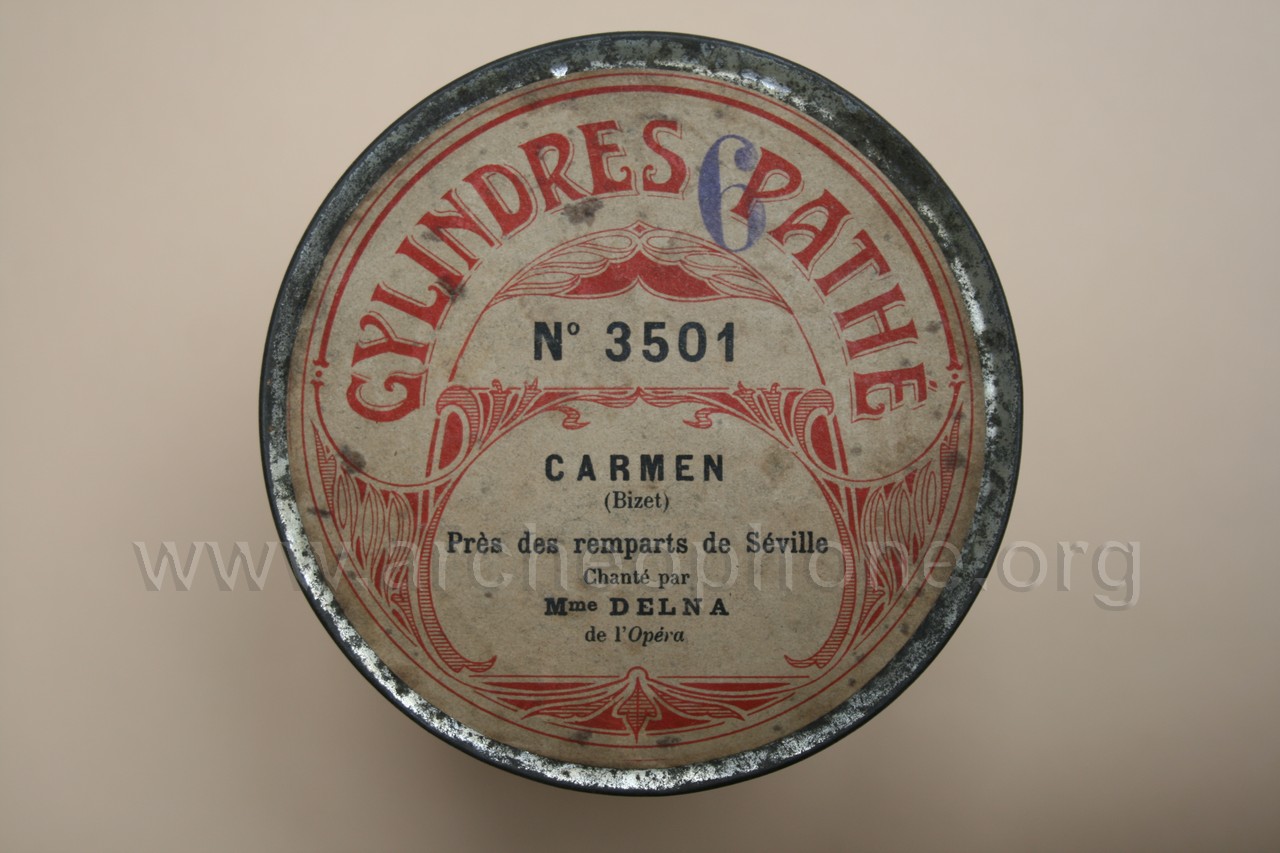 CYLINDRES PATHÉ
6
Nº 3501
CARMEN
(Bizet)
Près des remparts de Séville
Chanté par
Mme DELNA
de l'Opéra
www.archeophone.org